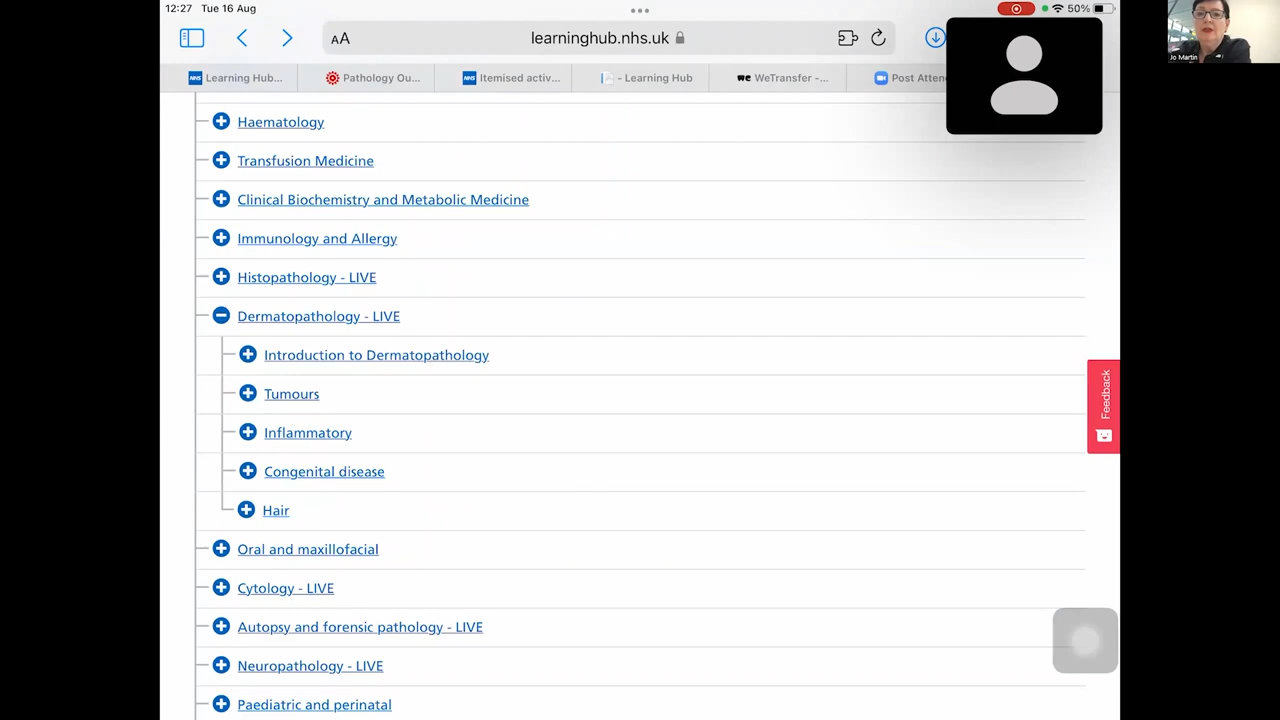 12:27 Tue 16 Aug
50%
AA
learninghub.nhs.uk
NHS Learning Hub...
Pathology Ou...
NHS Itemised activ...
- Learning Hub
we WeTransfer -...
Post Atten
Jo Martin
Haematology
Transfusion Medicine
Clinical Biochemistry and Metabolic Medicine
Immunology and Allergy
Histopathology - LIVE
Dermatopathology - LIVE
Introduction to Dermatopathology
Tumours
Inflammatory
Congenital disease
Hair
Feedback
Oral and maxillofacial
Cytology - LIVE
Autopsy and forensic pathology - LIVE
Neuropathology - LIVE
Paediatric and perinatal